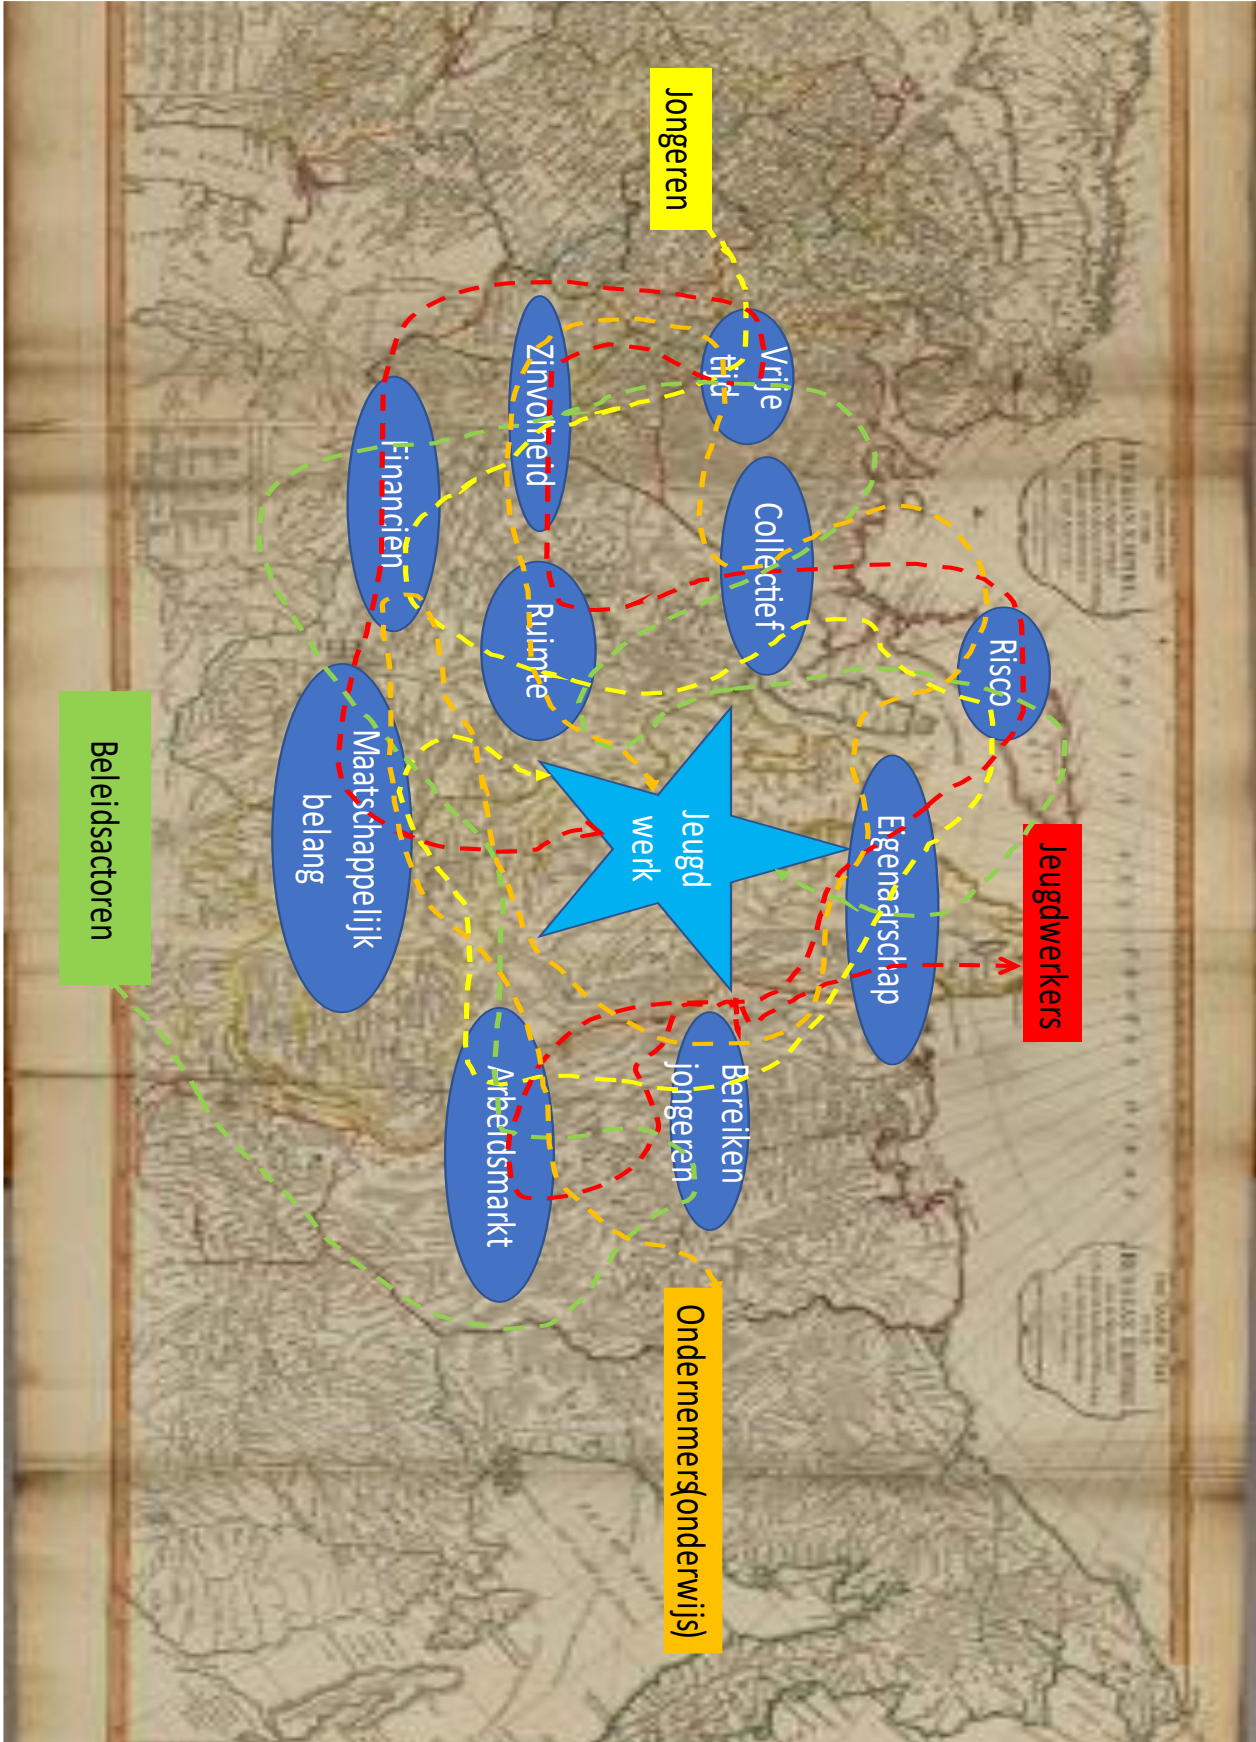 Jeugdwerkers
Risco
Eigenaarschap
Vrije
tijd
Collectief
Bereiken
jongeren
Jongeren
Jeugd
werk
Ondernemers(onderwijs)
Zinvolheid
Ruimte
Arbeidsmarkt
Financiën
Maatschappelijk
belang
Beleidsactoren